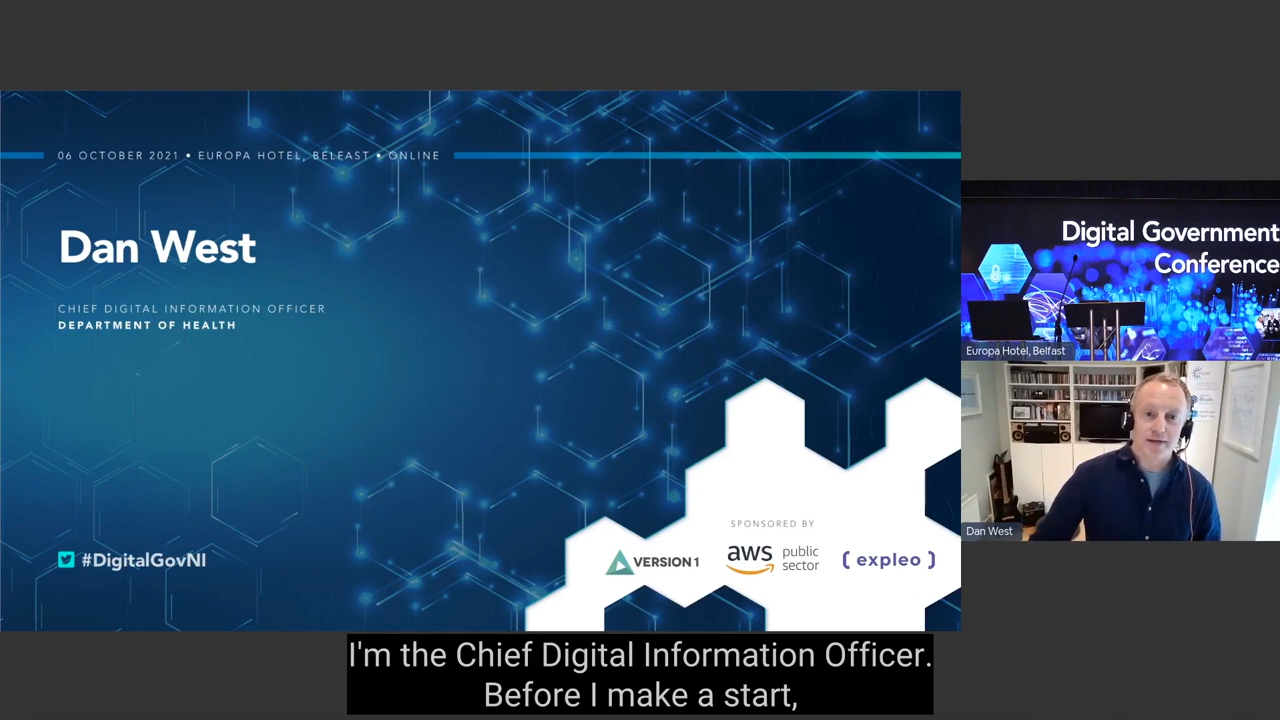 06 OCTOBER 2021 • EUROPA HOTEL, BELFAST • ONLINE
Dan West
CHIEF DIGITAL INFORMATION OFFICER
DEPARTMENT OF HEALTH
#DigitalGovNI
SPONSORED BY
VERSION 1
aws public sector
( expleo )
Digital Government
Conference
Europa Hotel, Belfast
Dan West
I'm the Chief Digital Information Officer.
Before I make a start,